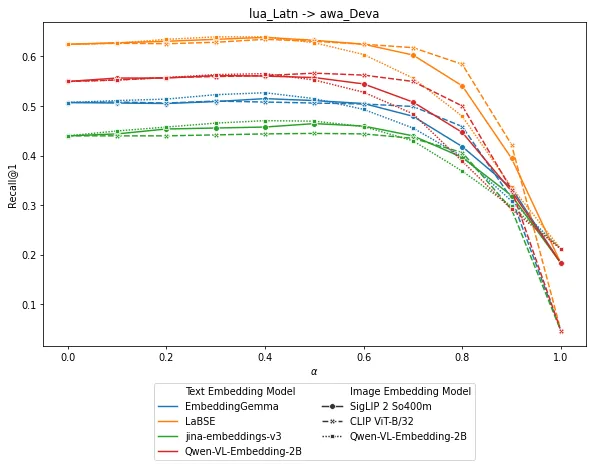 lua_Latn -> awa_Deva
Recall@1
0.6
0.5
0.4
0.3
0.2
0.1
0.0 0.2 0.4 0.6 0.8 1.0
α
Text Embedding Model
EmbeddingGemma
LaBSE
jina-embeddings-v3
Qwen-VL-Embedding-2B
Image Embedding Model
SigLIP 2 So400m
CLIP ViT-B/32
Qwen-VL-Embedding-2B